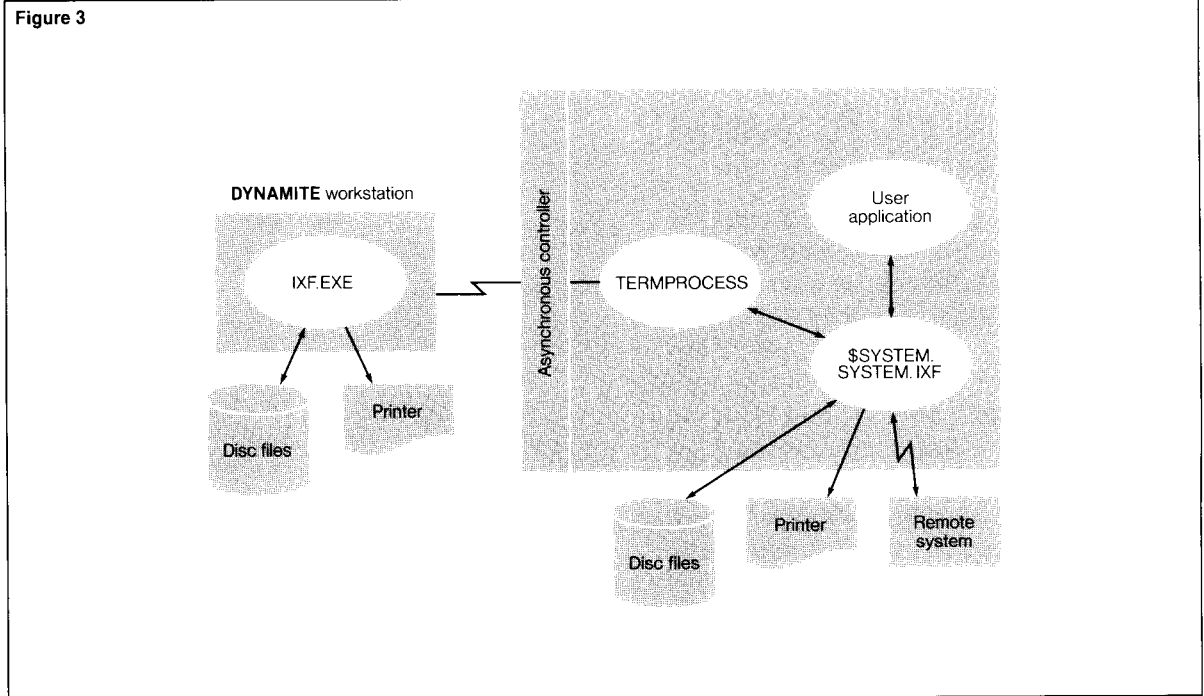 Figure 3
DYNAMITE workstation
IXF.EXE
Disc files
Printer
Asynchronous controller
TERMPROCESS
User
application
$SYSTEM.
SYSTEM.IXF
Disc files
Printer
Remote
system